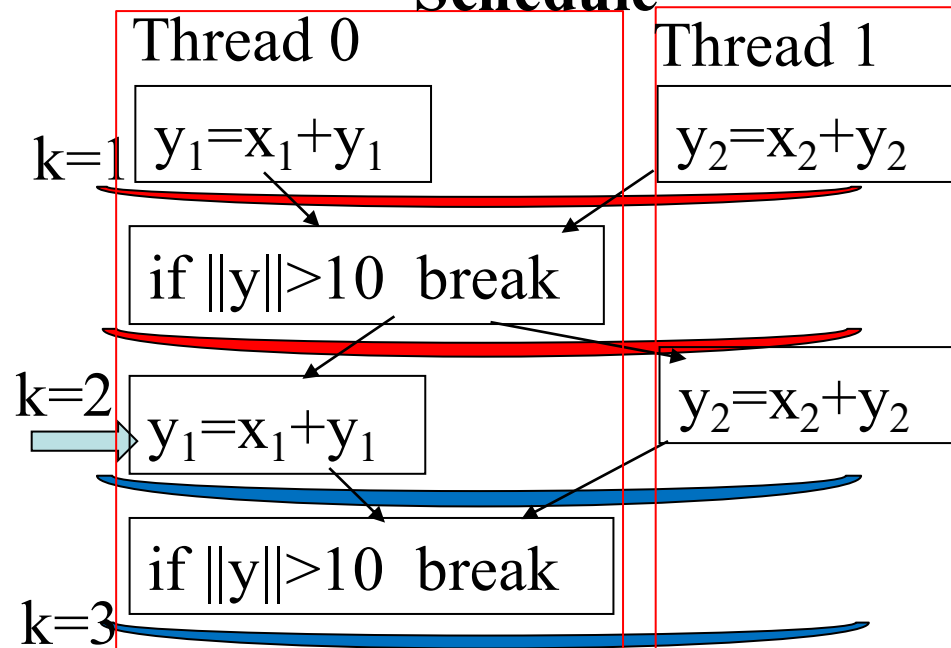 Schedule
Thread 0
Thread 1
k=1
y₁=x₁+y₁
y₂=x₂+y₂
if ||y||>10 break
k=2
y₁=x₁+y₁
y₂=x₂+y₂
if ||y||>10 break
k=3